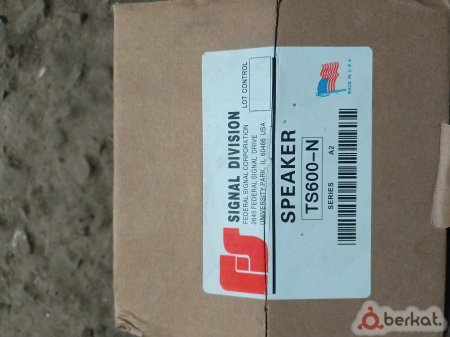 SIGNAL DIVISION
FEDERAL SIGNAL CORPORATION
2645 FEDERAL SIGNAL DRIVE
UNIVERSITY PARK, IL 60466 USA
LOT CONTROL
SPEAKER
TS600-N
SERIES A2
MADE IN U.S.A.
berkat.